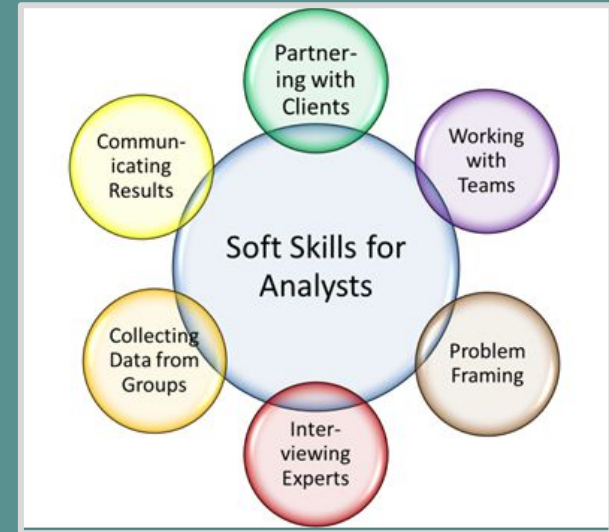 Partner-
ing with
Clients
Working
with
Teams
Problem
Framing
Inter-
viewing
Experts
Collecting
Data from
Groups
Commun-
icating
Results
Soft Skills for
Analysts